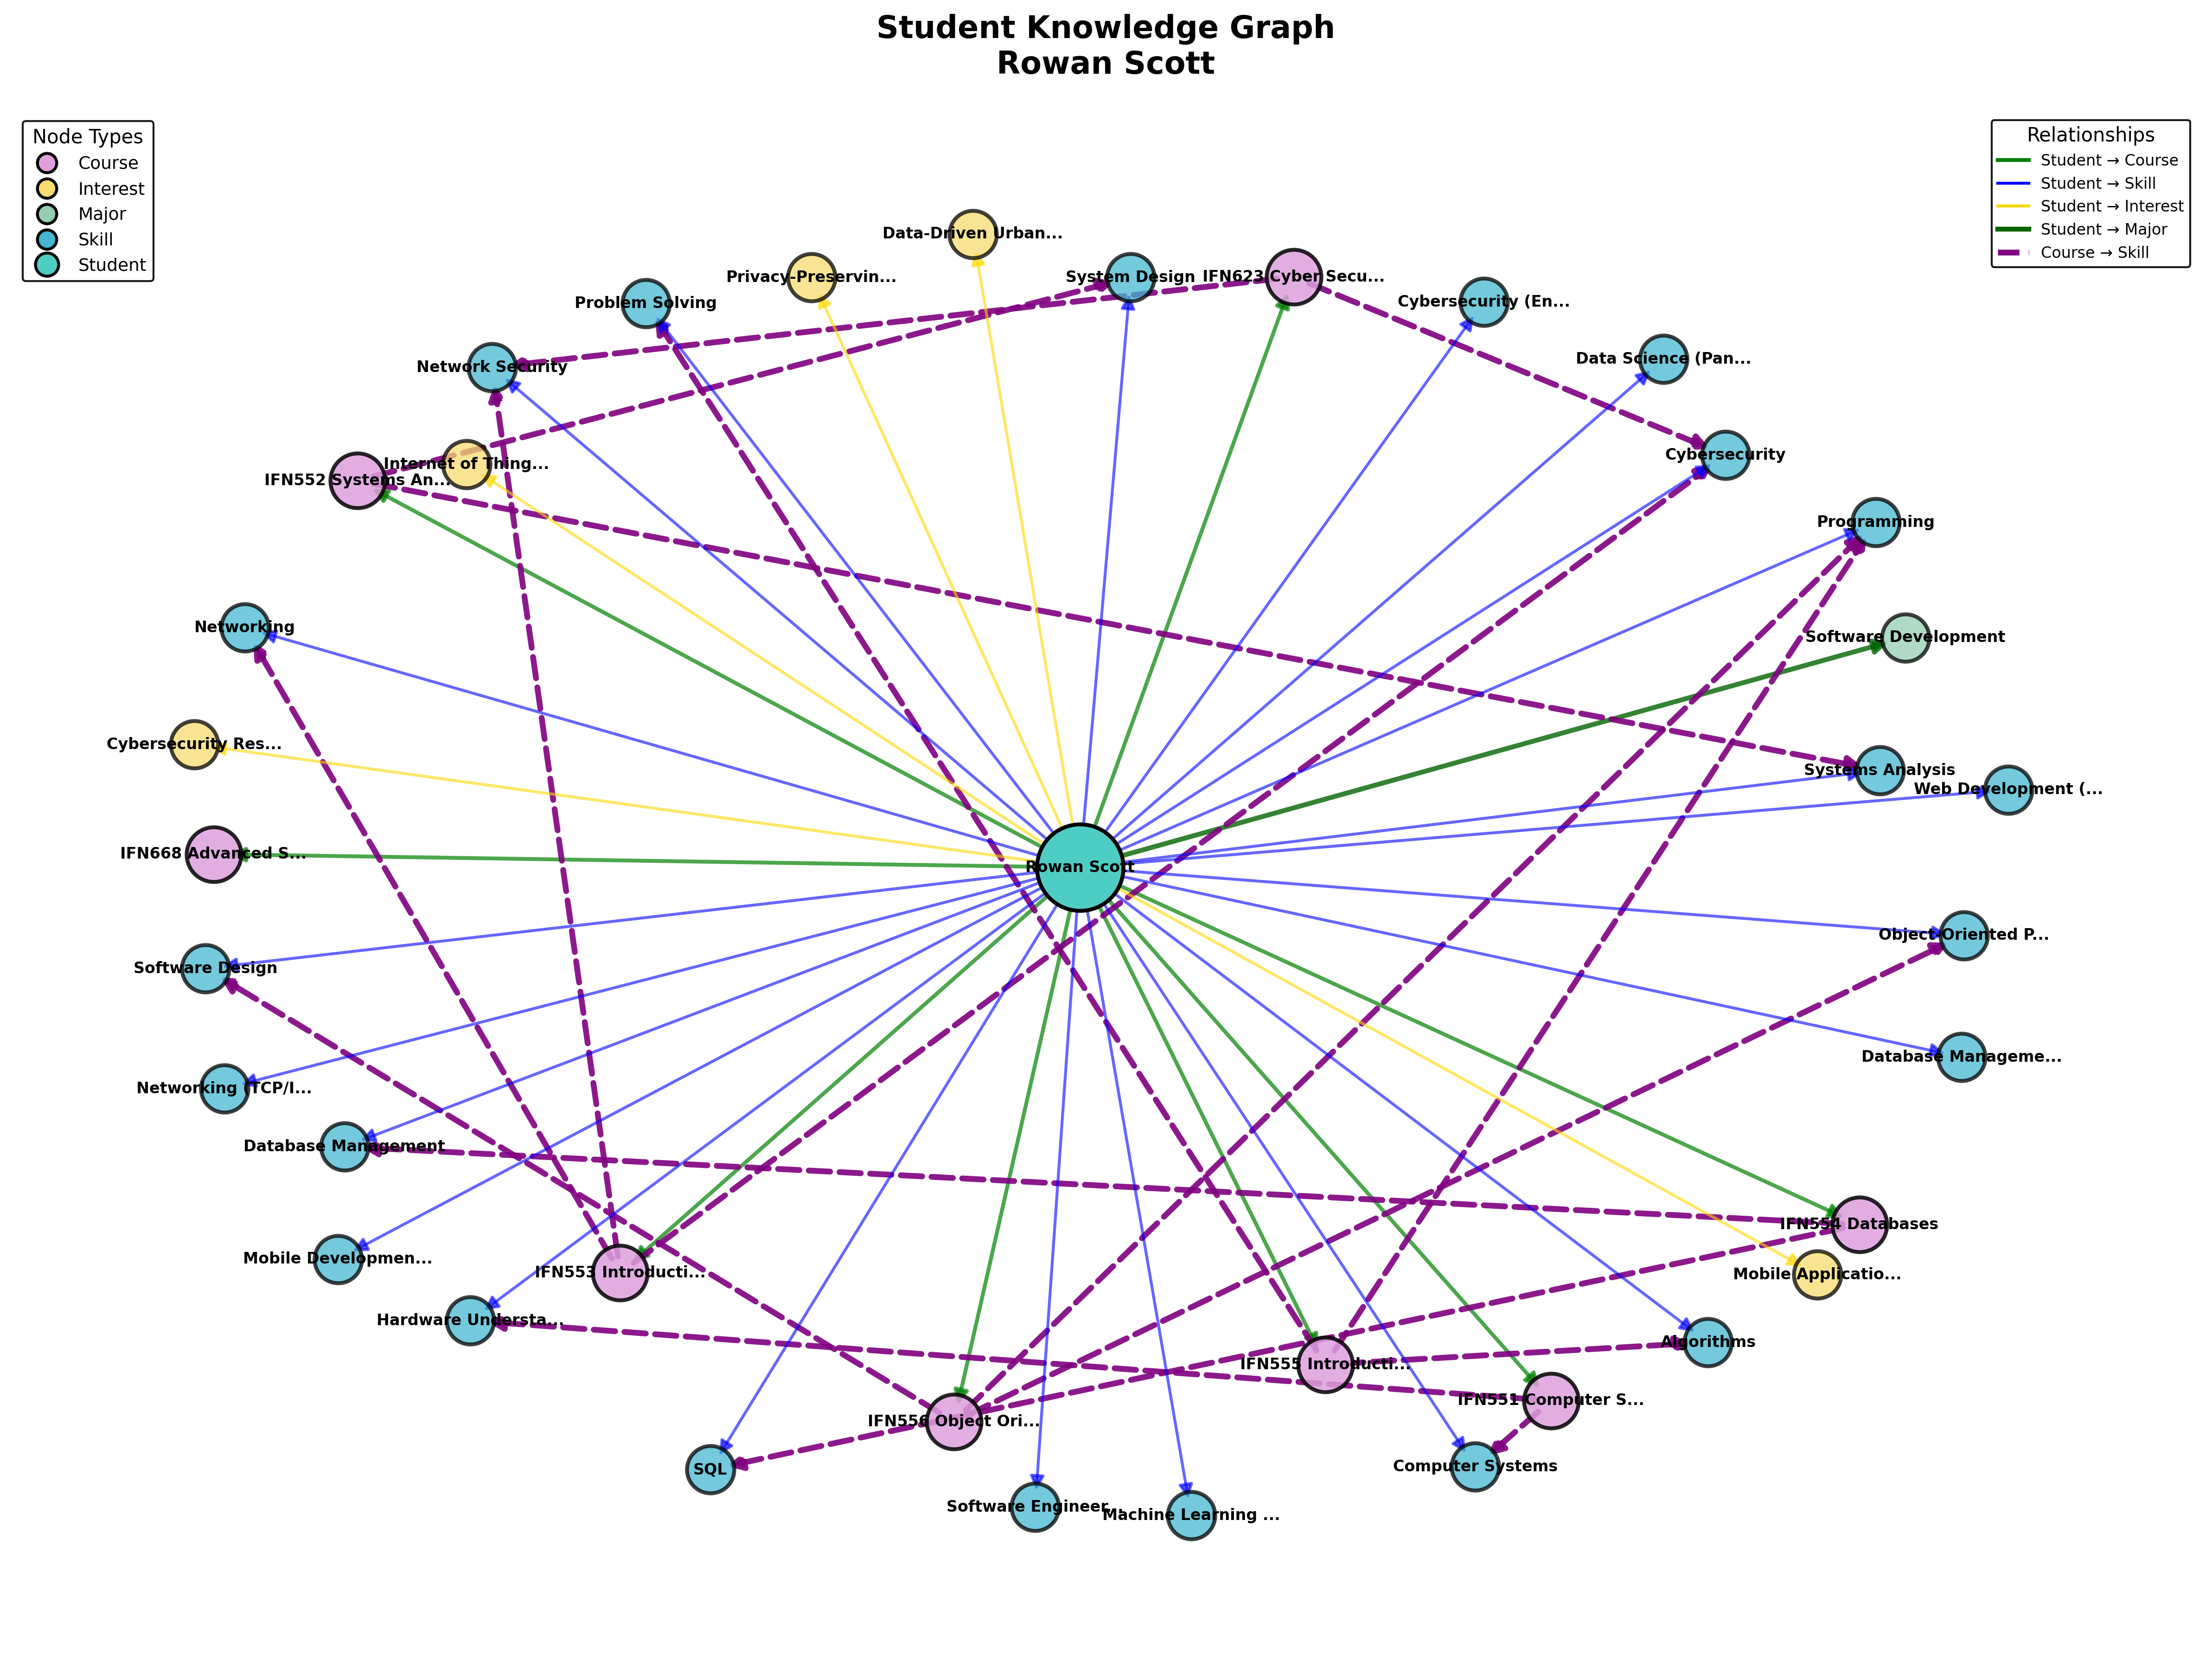 Student Knowledge Graph
Rowan Scott
Node Types
Course
Interest
Major
Skill
Student
Relationships
Student → Course
Student → Skill
Student → Interest
Student → Major
Course → Skill
Data-Driven Urban...
Privacy-Preservin...
System Design
IFN623 Cyber Secu...
Problem Solving
Cybersecurity (En...
Data Science (Pan...
Network Security
Cybersecurity
Internet of Thing...
IFN552 Systems An...
Programming
Networking
Software Development
Cybersecurity Res...
Systems Analysis
Web Development (...
IFN668 Advanced S...
Rowan Scott
Object-Oriented P...
Software Design
Database Manageme...
Networking (TCP/I...
Database Management
IFN554 Databases
Mobile Developmen...
IFN553 Introducti...
Mobile Applicatio...
Hardware Understa...
Algorithms
IFN555 Introducti...
IFN551 Computer S...
IFN556 Object Ori...
SQL
Computer Systems
Software Engineer...
Machine Learning ...